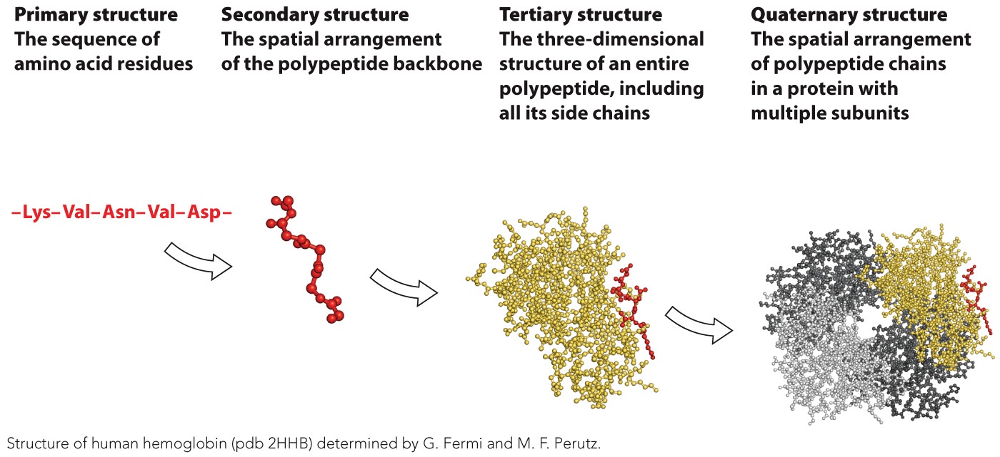 Primary structure
The sequence of
amino acid residues
Secondary structure
The spatial arrangement
of the polypeptide backbone
Tertiary structure
The three-dimensional
structure of an entire
polypeptide, including
all its side chains
Quaternary structure
The spatial arrangement
of polypeptide chains
in a protein with
multiple subunits
–Lys–Val–Asn–Val–Asp–
Structure of human hemoglobin (pdb 2HHB) determined by G. Fermi and M. F. Perutz.